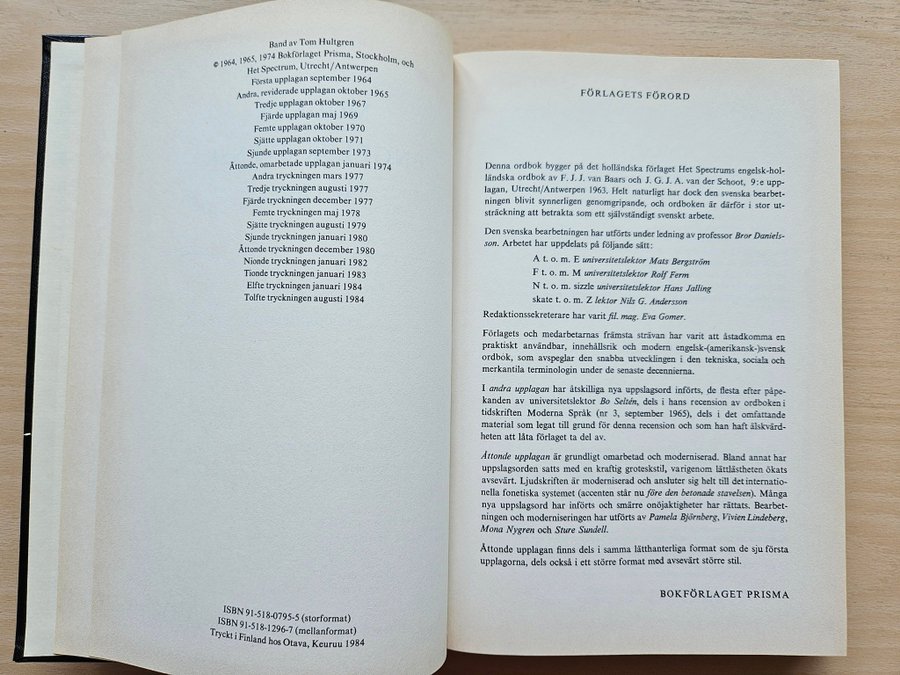 Band av Tom Hultgren
© 1964, 1965, 1974 Bokförlaget Prisma, Stockholm, och
Het Spectrum, Utrecht/Antwerpen
Första upplagan september 1964
Andra, reviderade upplagan oktober 1965
Tredje upplagan oktober 1967
Fjärde upplagan maj 1969
Femte upplagan oktober 1970
Sjätte upplagan oktober 1971
Sjunde upplagan september 1973
Åttonde, omarbetade upplagan januari 1974
Andra tryckningen mars 1977
Tredje tryckningen augusti 1977
Fjärde tryckningen december 1977
Femte tryckningen maj 1978
Sjätte tryckningen augusti 1979
Sjunde tryckningen januari 1980
Åttonde tryckningen december 1980
Nionde tryckningen januari 1982
Tionde tryckningen januari 1983
Elfte tryckningen januari 1984
Tolfte tryckningen augusti 1984
ISBN 91-518-0795-5 (storformat)
ISBN 91-518-1296-7 (mellanformat)
Tryckt i Finland hos Otava, Keuruu 1984
FÖRLAGETS FÖRORD
Denna ordbok bygger på det holländska förlaget Het Spectrums engelsk-hol-
ländska ordbok av F. J. J. van Baars och J. G. J. A. van der Schoot, 9:e upp-
lagan, Utrecht/Antwerpen 1963. Helt naturligt har dock den svenska bearbet-
ningen blivit synnerligen genomgripande, och ordboken är därför i stor ut-
sträckning att betrakta som ett självständigt svenskt arbete.
Den svenska bearbetningen har utförts under ledning av professor Bror Daniels-
son. Arbetet har uppdelats på följande sätt:
A t. o. m. E universitetslektor Mats Bergström
F t. o. m. M universitetslektor Rolf Ferm
N t. o. m. sizzle universitetslektor Hans Jalling
skate t. o. m. Z lektor Nils G. Andersson
Redaktionssekreterare har varit fil. mag. Eva Gomer.
Förlagets och medarbetarnas främsta strävan har varit att åstadkomma en
praktiskt användbar, innehållsrik och modern engelsk-(amerikansk-)svensk
ordbok, som avspeglar den snabba utvecklingen i den tekniska, sociala och
merkantila terminologin under de senaste decennierna.
I andra upplagan har åtskilliga nya uppslagsord införts, de flesta efter påpe-
kanden av universitetslektor Bo Seltén, dels i hans recension av ordboken i
tidskriften Moderna Språk (nr 3, september 1965), dels i det omfattande
material som legat till grund för denna recension och som han haft älskvärd-
heten att låta förlaget ta del av.
Åttonde upplagan är grundligt omarbetad och moderniserad. Bland annat har
uppslagsorden satts med en kraftig groteskstil, varigenom lättlästheten ökats
avsevärt. Ljudskriften är moderniserad och ansluter sig helt till det internatio-
nella fonetiska systemet (accenten står nu före den betonade stavelsen). Många
nya uppslagsord har införts och smärre onöjaktigheter har rättats. Bearbet-
ningen och moderniseringen har utförts av Pamela Björnberg, Vivien Lindeberg,
Mona Nygren och Sture Sundell.
Åttonde upplagan finns dels i samma lätthanterliga format som de sju första
upplagorna, dels också i ett större format med avsevärt större stil.
BOKFÖRLAGET PRISMA